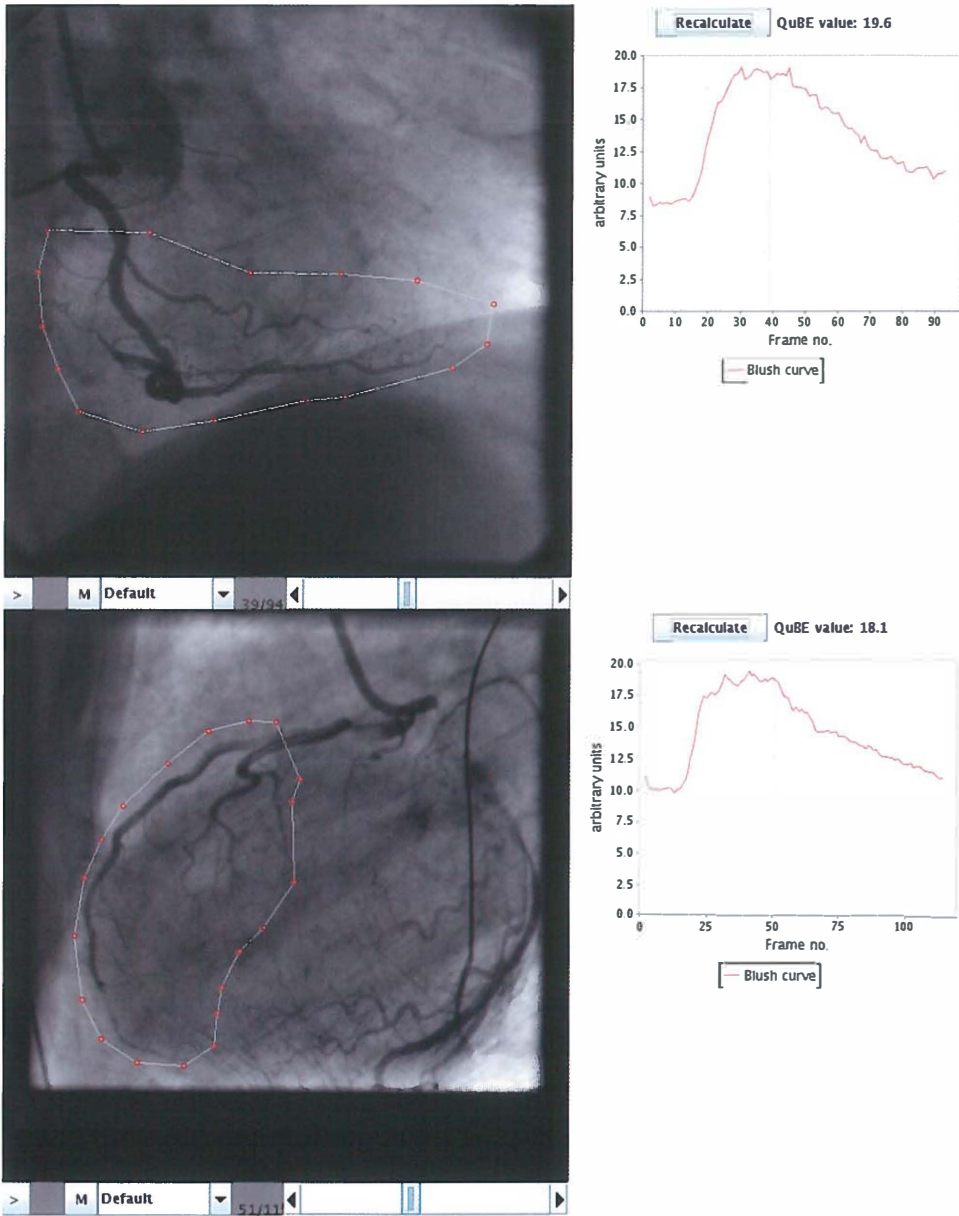 Recalculate QuBE value: 19.6
20.0
17.5
15.0
12.5
10.0
7.5
5.0
2.5
0.0
arbitrary units
0 10 20 30 40 50 60 70 80 90
Frame no.
Blush curve
> M Default 39/94
Recalculate QuBE value: 18.1
20.0
17.5
15.0
12.5
10.0
7.5
5.0
2.5
0.0
arbitrary units
0 25 50 75 100
Frame no.
Blush curve
> M Default